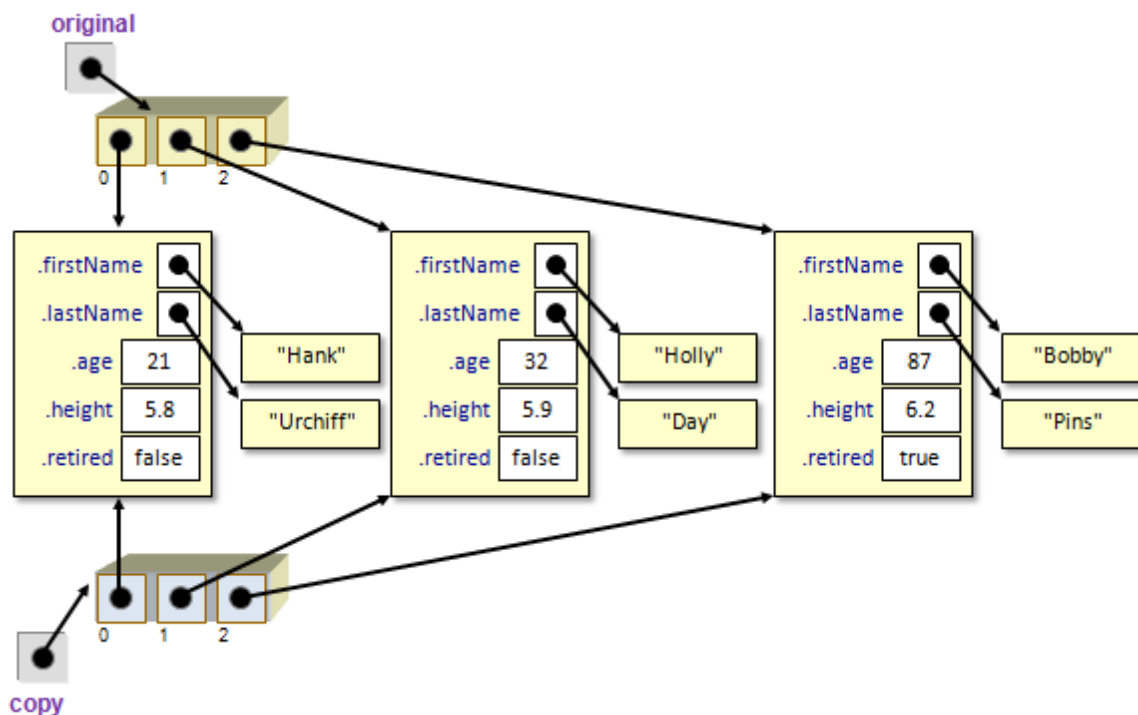 original
0 1 2
.firstName .firstName .firstName
.lastName .lastName .lastName
"Hank" "Holly" "Bobby"
.age 21 .age 32 .age 87
.height 5.8 .height 5.9 .height 6.2
"Urchiff" "Day" "Pins"
.retired false .retired false .retired true
0 1 2
copy